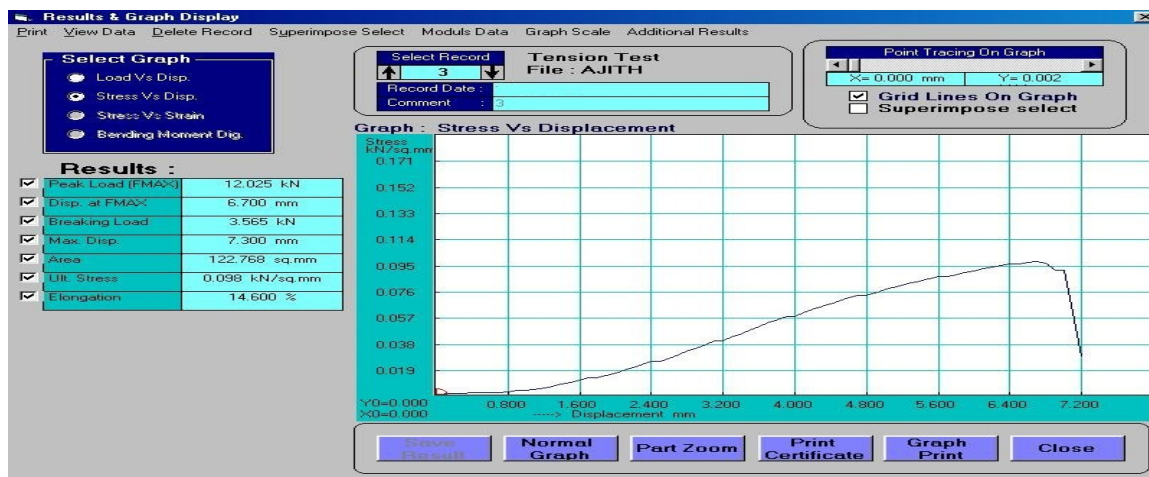 Results & Graph Display
Print View Data Delete Record Superimpose Select Moduls Data Graph Scale Additional Results
Select Graph
Load Vs Disp.
Stress Vs Disp.
Stress Vs Strain
Bending Moment Dig.
Select Record
3
Tension Test
File : AJITH
Record Date :
Comment : 3
Point Tracing On Graph
X= 0.000 mm Y= 0.002
Grid Lines On Graph
Superimpose select
Results :
Peak Load (FMAX) 12.025 kN
Disp. at FMAX 6.700 mm
Breaking Load 3.565 kN
Max. Disp. 7.300 mm
Area 122.768 sq.mm
Ult. Stress 0.098 kN/sq.mm
Elongation 14.600 %
Graph : Stress Vs Displacement
Stress
kN/sq.mm
0.171
0.152
0.133
0.114
0.095
0.076
0.057
0.038
0.019
Y0=0.000
X0=0.000
0.800 1.600 2.400 3.200 4.000 4.800 5.600 6.400 7.200
----> Displacement mm
Save Result
Normal Graph
Part Zoom
Print Certificate
Graph Print
Close